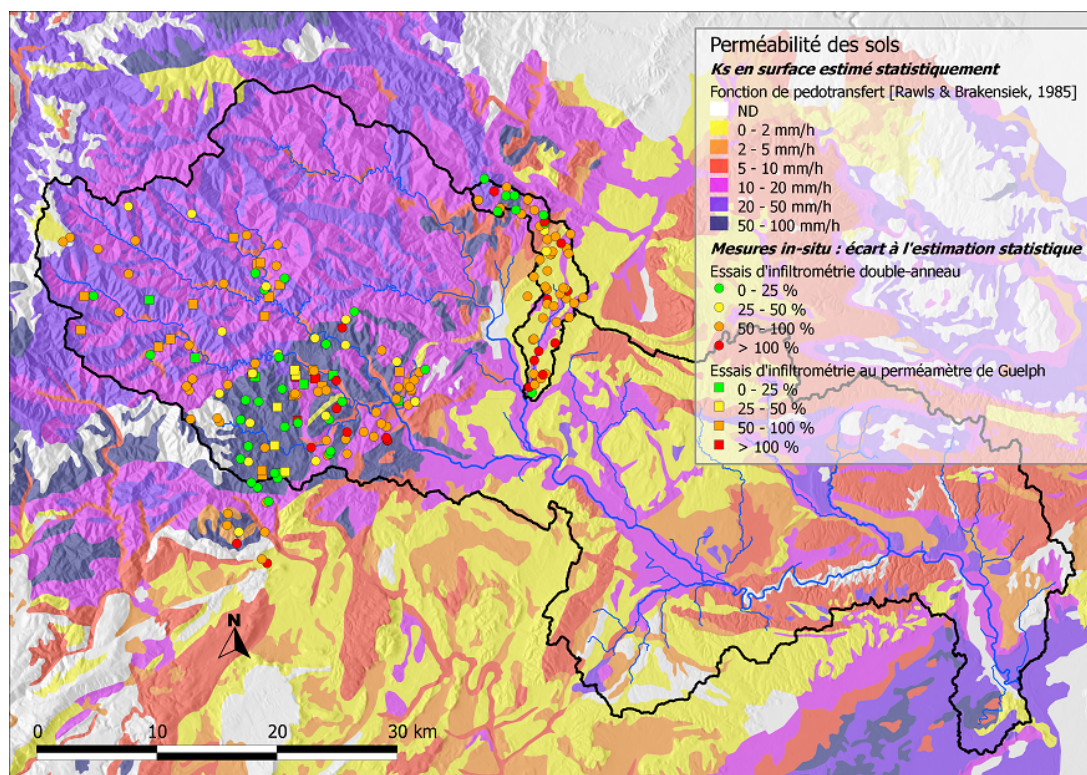 Perméabilité des sols
Ks en surface estimé statistiquement
Fonction de pedotransfert [Rawls & Brakensiek, 1985]
ND
0 - 2 mm/h
2 - 5 mm/h
5 - 10 mm/h
10 - 20 mm/h
20 - 50 mm/h
50 - 100 mm/h
Mesures in-situ : écart à l'estimation statistique
Essais d'infiltrométrie double-anneau
0 - 25 %
25 - 50 %
50 - 100 %
> 100 %
Essais d'infiltrométrie au perméamètre de Guelph
0 - 25 %
25 - 50 %
50 - 100 %
> 100 %
N
0 10 20 30 km